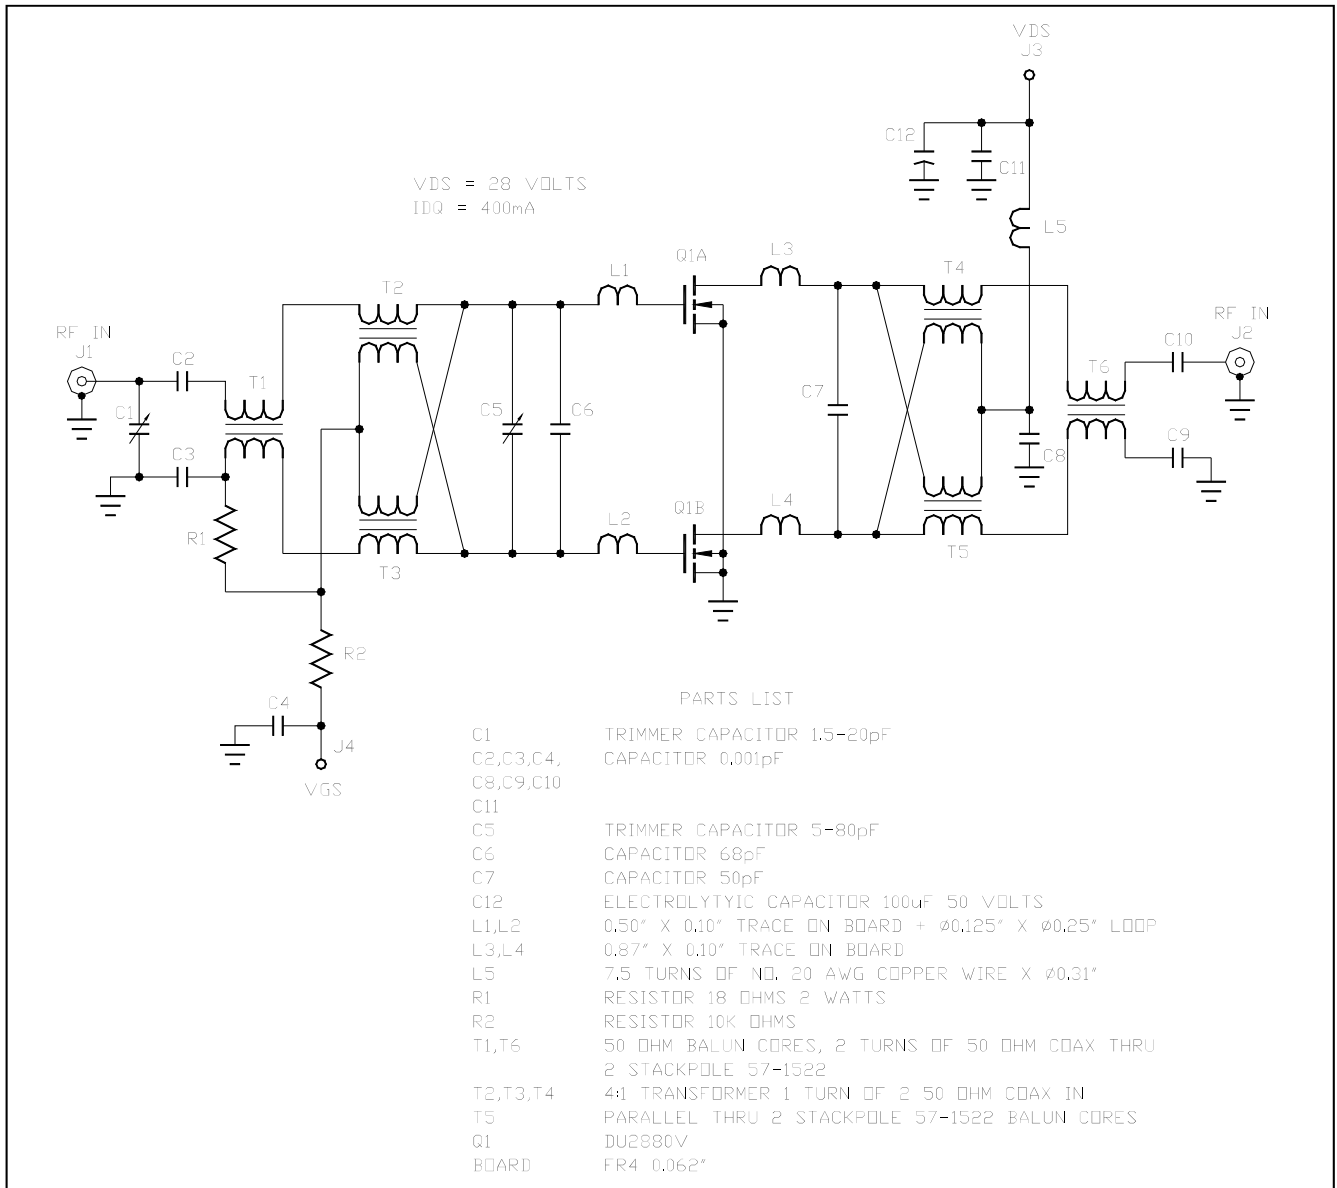 VDS
J3
C12
C11
VDS = 28 VOLTS
IDQ = 400mA
L5
Q1A
L3
L1
T4
T2
RF IN
J1
RF IN
J2
C2
T1
C10
T6
C1
C5
C6
C7
C3
C8
C9
R1
L2
Q1B
L4
T3
T5
R2
C4
J4
VGS
PARTS LIST
C1 TRIMMER CAPACITOR 1.5-20pF
C2,C3,C4, CAPACITOR 0.001pF
C8,C9,C10
C11
C5 TRIMMER CAPACITOR 5-80pF
C6 CAPACITOR 68pF
C7 CAPACITOR 50pF
C12 ELECTROLYTYIC CAPACITOR 100uF 50 VOLTS
L1,L2 0.50" X 0.10" TRACE ON BOARD + ⌀0.125" X ⌀0.25" LOOP
L3,L4 0.87" X 0.10" TRACE ON BOARD
L5 7.5 TURNS OF NO. 20 AWG COPPER WIRE X ⌀0.31"
R1 RESISTOR 18 OHMS 2 WATTS
R2 RESISTOR 10K OHMS
T1,T6 50 OHM BALUN CORES, 2 TURNS OF 50 OHM COAX THRU
2 STACKPOLE 57-1522
T2,T3,T4 4:1 TRANSFORMER 1 TURN OF 2 50 OHM COAX IN
T5 PARALLEL THRU 2 STACKPOLE 57-1522 BALUN CORES
Q1 DU2880V
BOARD FR4 0.062"